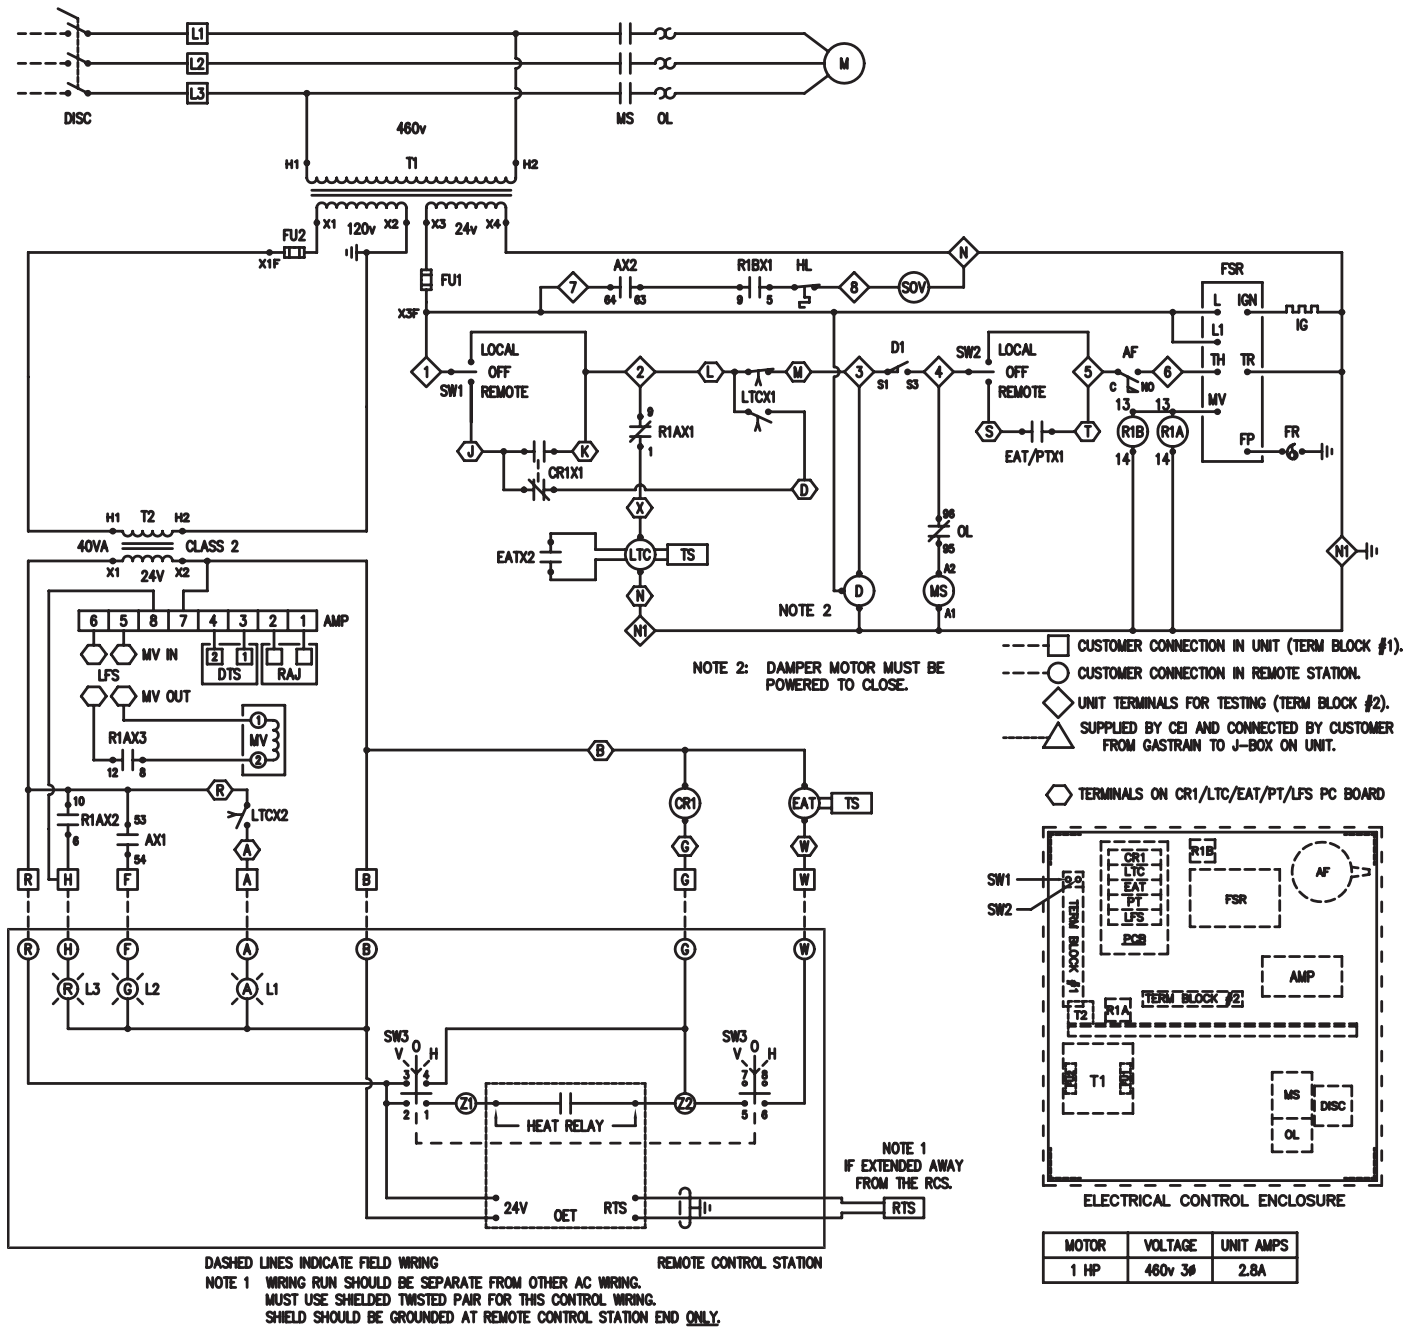 L1
L2
L3
DISC
MS OL
M
460v
H1 T1 H2
X1 120v X2 X3 24v X4
FU2
X1F
FU1
X3F
7
AX2
64 63
R1BX1
9 5
HL
8
SOV
N
FSR
L IGN
IG
L1
TH TR
MV
FP FR
1
LOCAL
OFF
SW1 REMOTE
J K
CR1X1
2
9
R1AX1
1
X
L M
LTCX1
D
3
D1
S1 S3
4
SW2 LOCAL
OFF
REMOTE
S T
EAT/PTX1
5
AF
C NO
6
13 13
R1B R1A
14 14
EATX2
LTC TS
N
N1
96
OL
95
A2
D MS
A1
N1
NOTE 2
NOTE 2: DAMPER MOTOR MUST BE
POWERED TO CLOSE.
H1 T2 H2
40VA CLASS 2
X1 24V X2
6 5 8 7 4 3 2 1 AMP
MV IN
LFS
MV OUT
2 1
DTS RAJ
1
MV
2
R1AX3
12 8
R
10
R1AX2
6
53
AX1
54
LTCX2
A
B
CR1 EAT TS
G W
R H F A B G W
R H F A B G W
R L3 G L2 A L1
SW3
V O H
3 4
2 1
SW3
V O H
7 8
5 6
Z1 Z2
HEAT RELAY
24V OET RTS
NOTE 1
IF EXTENDED AWAY
FROM THE RCS.
RTS
DASHED LINES INDICATE FIELD WIRING REMOTE CONTROL STATION
NOTE 1 WIRING RUN SHOULD BE SEPARATE FROM OTHER AC WIRING.
MUST USE SHIELDED TWISTED PAIR FOR THIS CONTROL WIRING.
SHIELD SHOULD BE GROUNDED AT REMOTE CONTROL STATION END ONLY.
CUSTOMER CONNECTION IN UNIT (TERM BLOCK #1).
CUSTOMER CONNECTION IN REMOTE STATION.
UNIT TERMINALS FOR TESTING (TERM BLOCK #2).
SUPPLIED BY CEI AND CONNECTED BY CUSTOMER
FROM GASTRAIN TO J-BOX ON UNIT.
TERMINALS ON CR1/LTC/EAT/PT/LFS PC BOARD
SW1
SW2
CR1
LTC
EAT
PT
LFS
PCB
R1B
FSR
AF
TERM BLOCK #1
AMP
TERM BLOCK #2
T2 R1A
T1
MS
OL
DISC
ELECTRICAL CONTROL ENCLOSURE
MOTOR VOLTAGE UNIT AMPS
1 HP 460v 3ø 2.8A